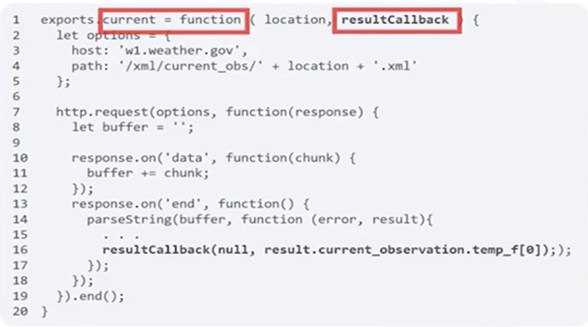 1 exports.current = function ( location, resultCallback ) {
2 let options = {
3 host: 'w1.weather.gov',
4 path: '/xml/current_obs/' + location + '.xml'
5 };
6
7 http.request(options, function(response) {
8 let buffer = '';
9
10 response.on('data', function(chunk) {
11 buffer += chunk;
12 });
13 response.on('end', function() {
14 parseString(buffer, function (error, result){
15 . . .
16 resultCallback(null, result.current_observation.temp_f[0]););
17 });
18 });
19 }).end();
20 }